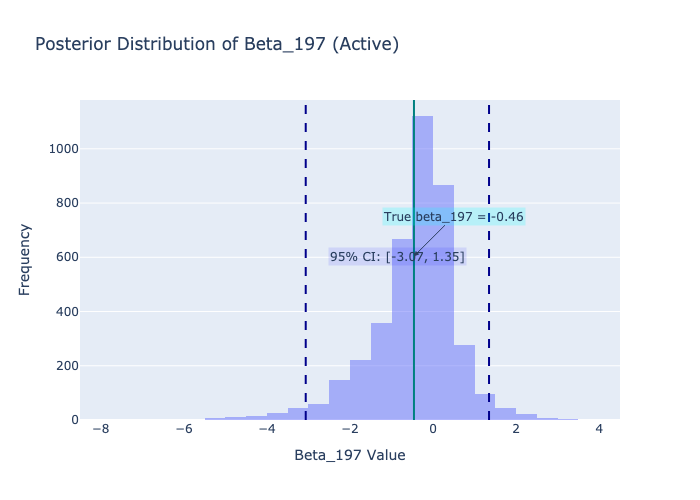 Posterior Distribution of Beta_197 (Active)
1000
800
600
400
200
0
Frequency
True beta_197 = -0.46
95% CI: [-3.07, 1.35]
−8
−6
−4
−2
0
2
4
Beta_197 Value